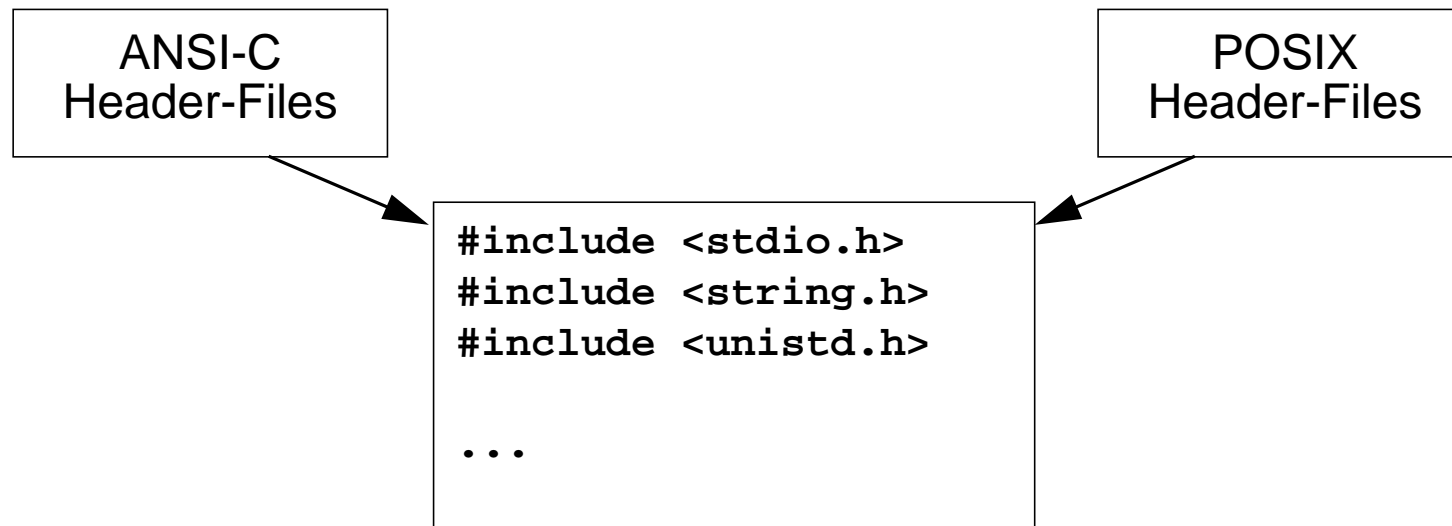 ANSI-C
Header-Files
POSIX
Header-Files
#include <stdio.h>
#include <string.h>
#include <unistd.h>
...